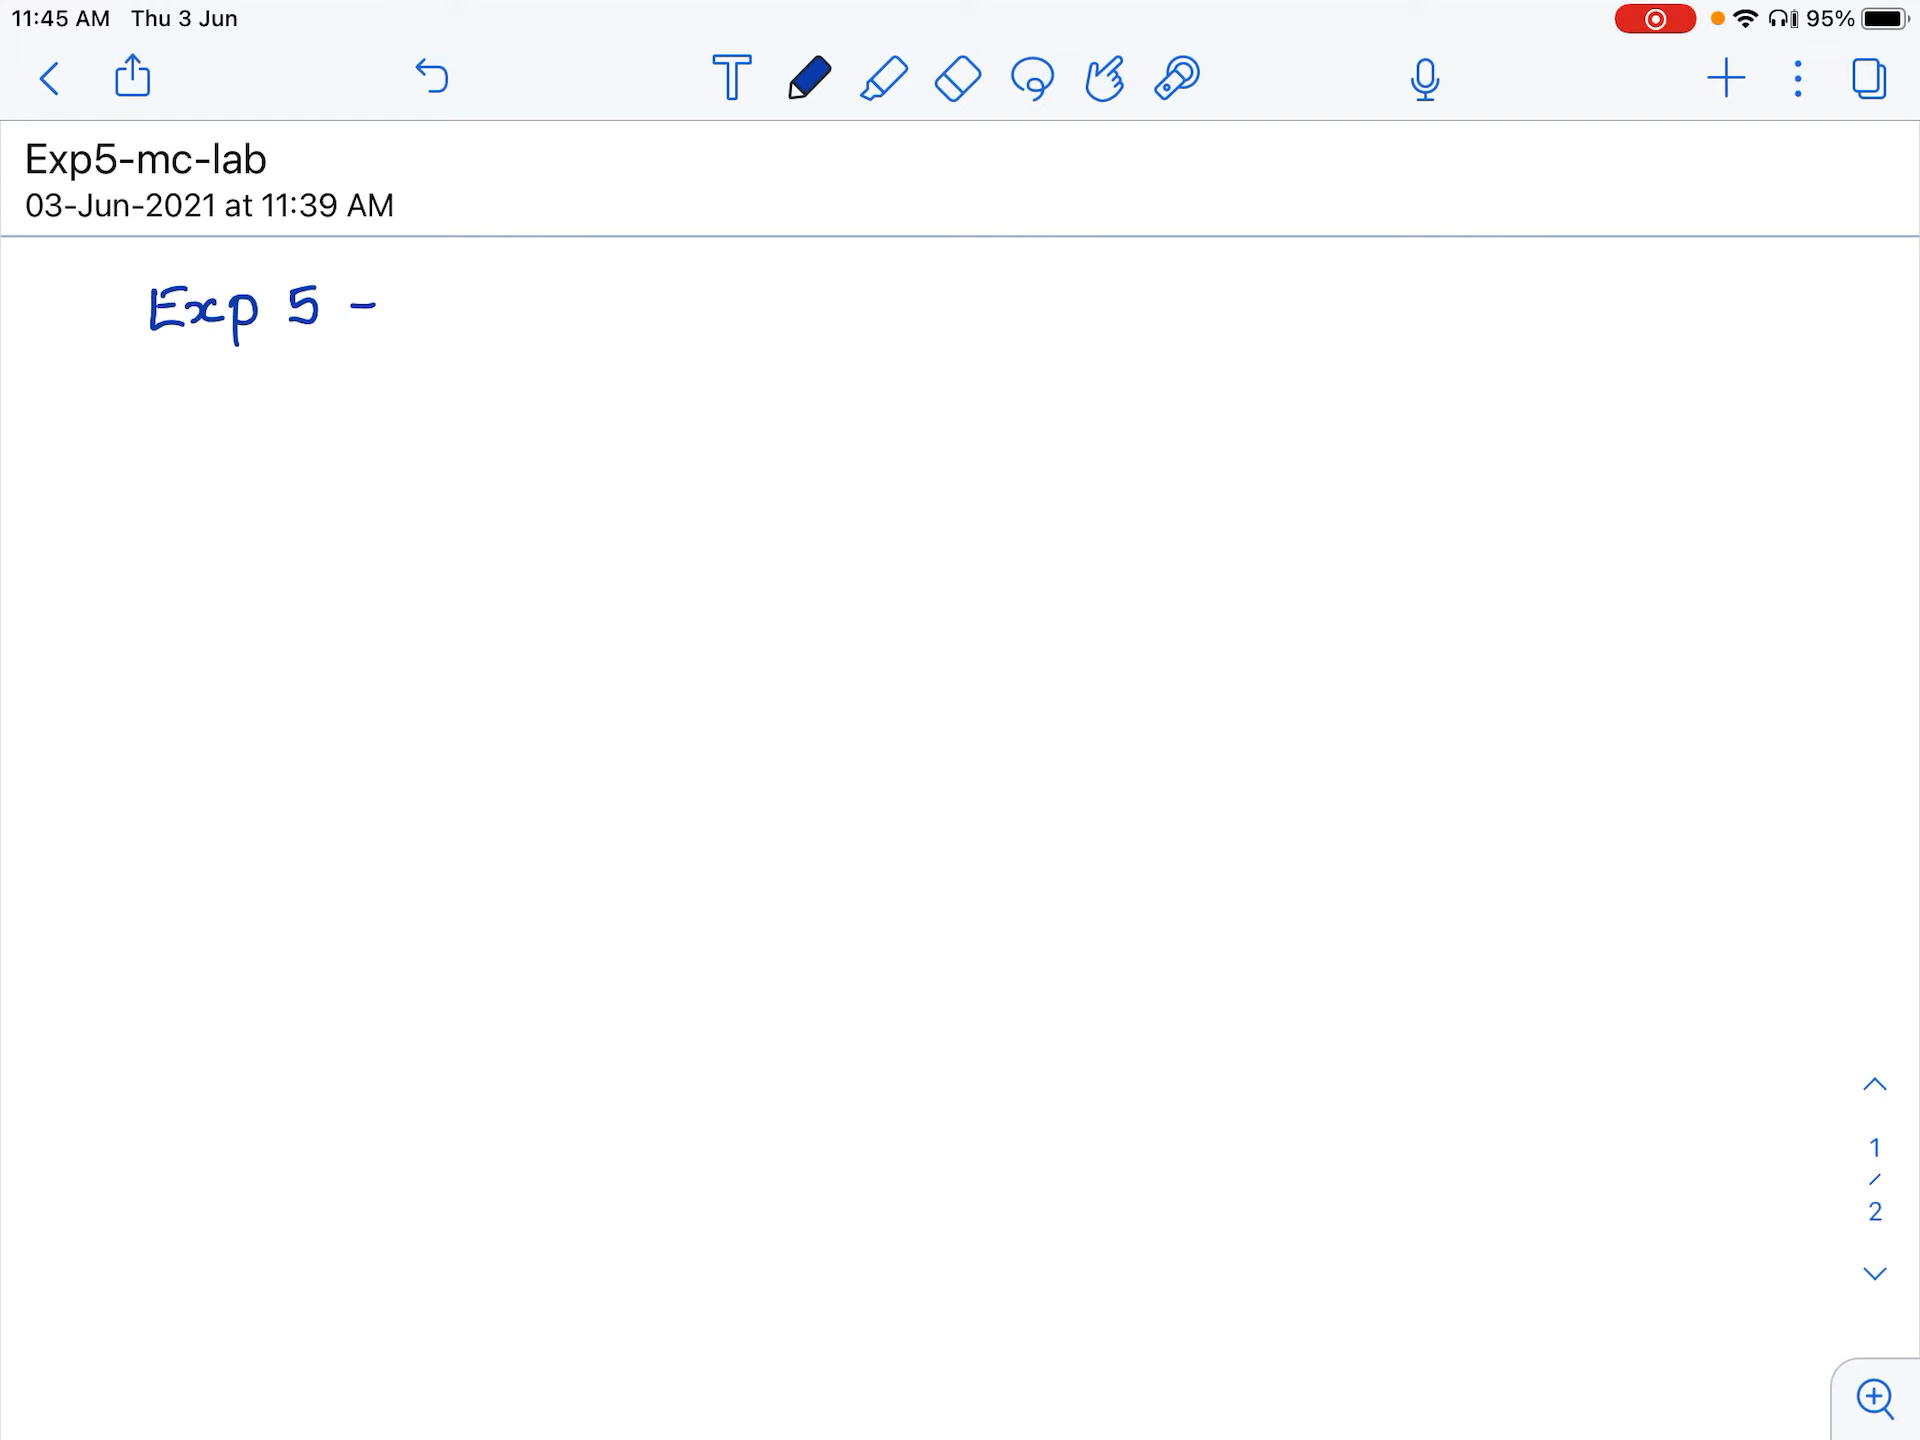 11:45 AM Thu 3 Jun 95%
Exp5-mc-lab
03-Jun-2021 at 11:39 AM
Exp 5 -
1
/
2